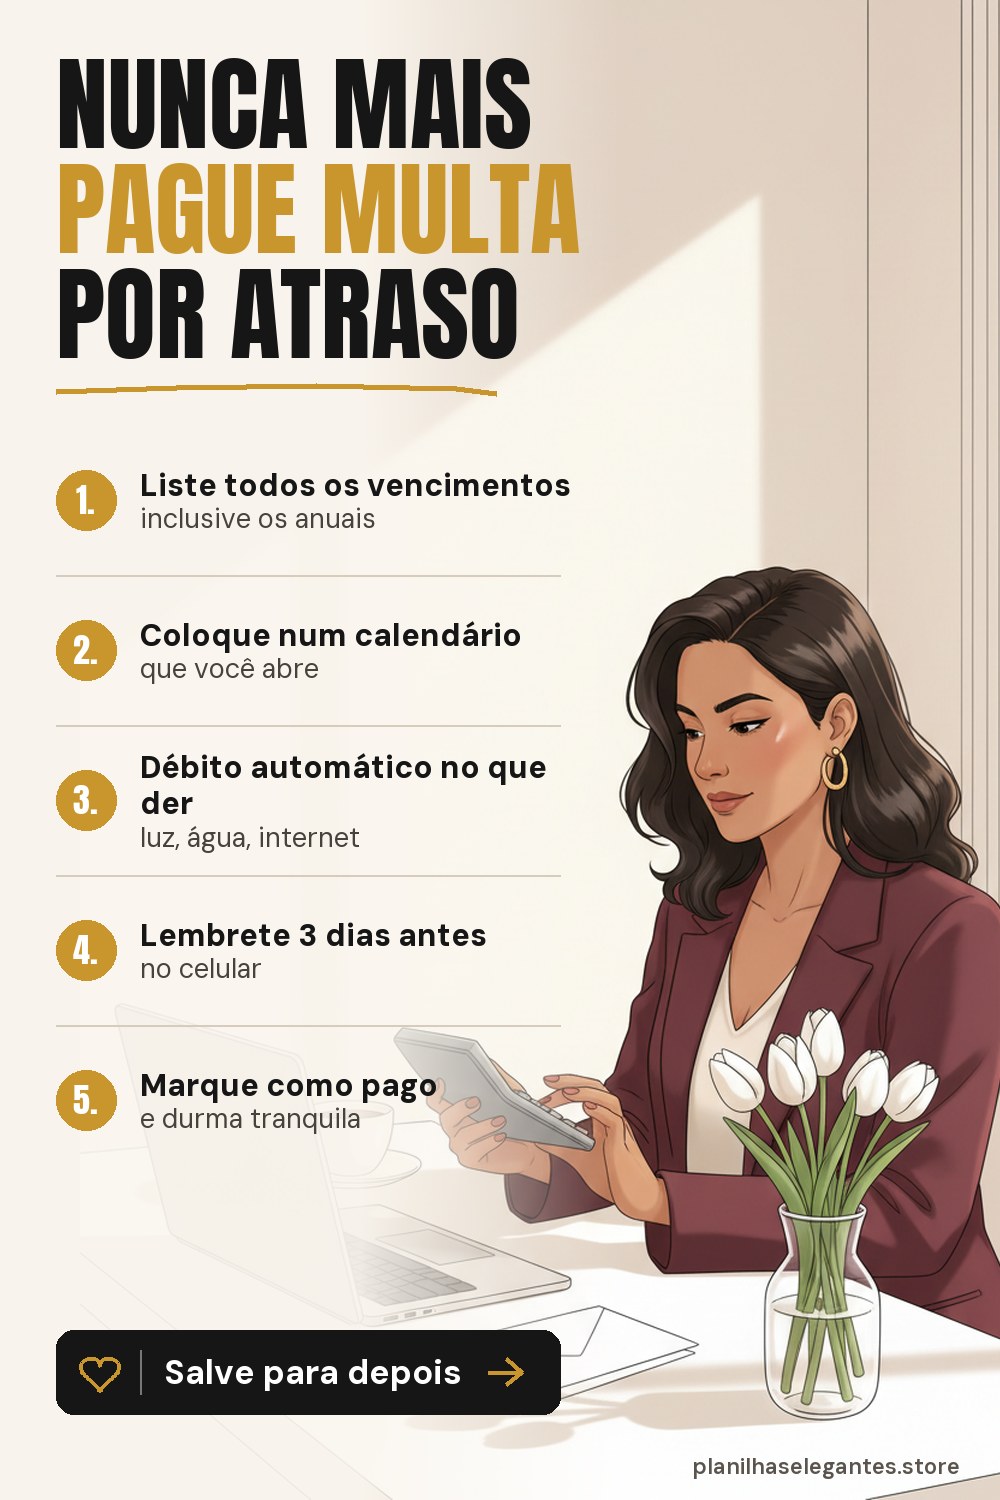 NUNCA MAIS
PAGUE MULTA
POR ATRASO
1. Liste todos os vencimentos
inclusive os anuais
2. Coloque num calendário
que você abre
3. Débito automático no que
der
luz, água, internet
4. Lembrete 3 dias antes
no celular
5. Marque como pago
e durma tranquila
Salve para depois
planilhaselegantes.store